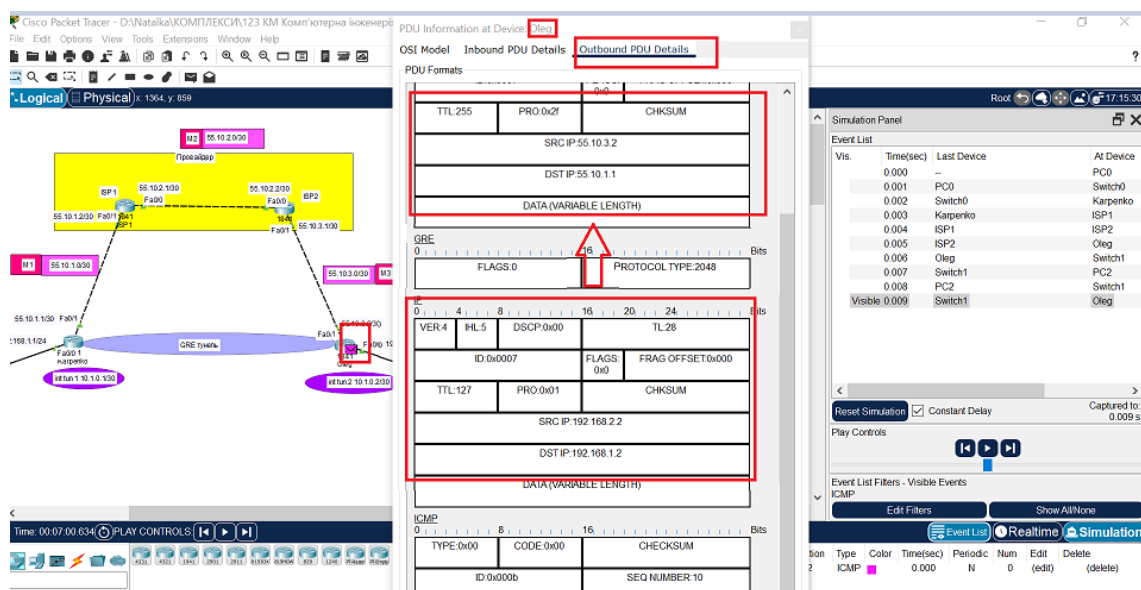 Cisco Packet Tracer - D:\Natalka\КОМПЛЕКСИ\123 КМ Комп'ютерна інженері
File Edit Options View Tools Extensions Window Help
?
Logical Physical x: 1364, y: 859
Root 17:15:30
PDU Information at Device: Oleg
OSI Model Inbound PDU Details Outbound PDU Details
PDU Formats
0x0
TTL:255 PRO:0x2f CHKSUM
SRC IP:55.10.3.2
DST IP:55.10.1.1
DATA (VARIABLE LENGTH)
GRE
0 16 Bits
FLAGS:0 PROTOCOL TYPE:2048
IP
0 4 8 16 20 24 Bits
VER:4 IHL:5 DSCP:0x00 TL:28
ID:0x0007 FLAGS: 0x0 FRAG OFFSET:0x000
TTL:127 PRO:0x01 CHKSUM
SRC IP:192.168.2.2
DST IP:192.168.1.2
DATA (VARIABLE LENGTH)
ICMP
0 8 16 Bits
TYPE:0x00 CODE:0x00 CHECKSUM
ID:0x000b SEQ NUMBER:10
M2 55.10.2.0/30
Провайдер
ISP1 55.10.2.1/30 55.10.2.2/30 ISP2
Fa0/0 Fa0/0
55.10.1.2/30 Fa0/1 1841
ISP1
1841
Fa0/1 55.10.3.1/30
M1 55.10.1.0/30
55.10.3.0/30 M3
55.10.1.1/30 Fa0/1
Fa0/1
:168.1.1/24 Fa0/0
Karpenko
GRE тунель
1841 Fa0/0
Oleg
int tun 1 10.1.0.1/30
int tun 2 10.1.0.2/30
Simulation Panel
Event List
Vis. Time(sec) Last Device At Device
0.000 -- PC0
0.001 PC0 Switch0
0.002 Switch0 Karpenko
0.003 Karpenko ISP1
0.004 ISP1 ISP2
0.005 ISP2 Oleg
0.006 Oleg Switch1
0.007 Switch1 PC2
0.008 PC2 Switch1
Visible 0.009 Switch1 Oleg
Reset Simulation Constant Delay Captured to:
0.009 s
Play Controls
Event List Filters - Visible Events
ICMP
Edit Filters Show All/None
Time: 00:07:00.634 PLAY CONTROLS:
Event List Realtime Simulation
4331 4321 1941 2901 2911 819IOX 819HGW 829 1240
tion Type Color Time(sec) Periodic Num Edit Delete
2 ICMP 0.000 N 0 (edit) (delete)